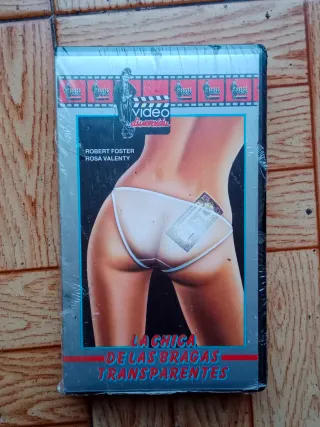 video
ROBERT FOSTER
ROSA VALENTY
LA CHICA
DE LAS BRAGAS
TRANSPARENTES